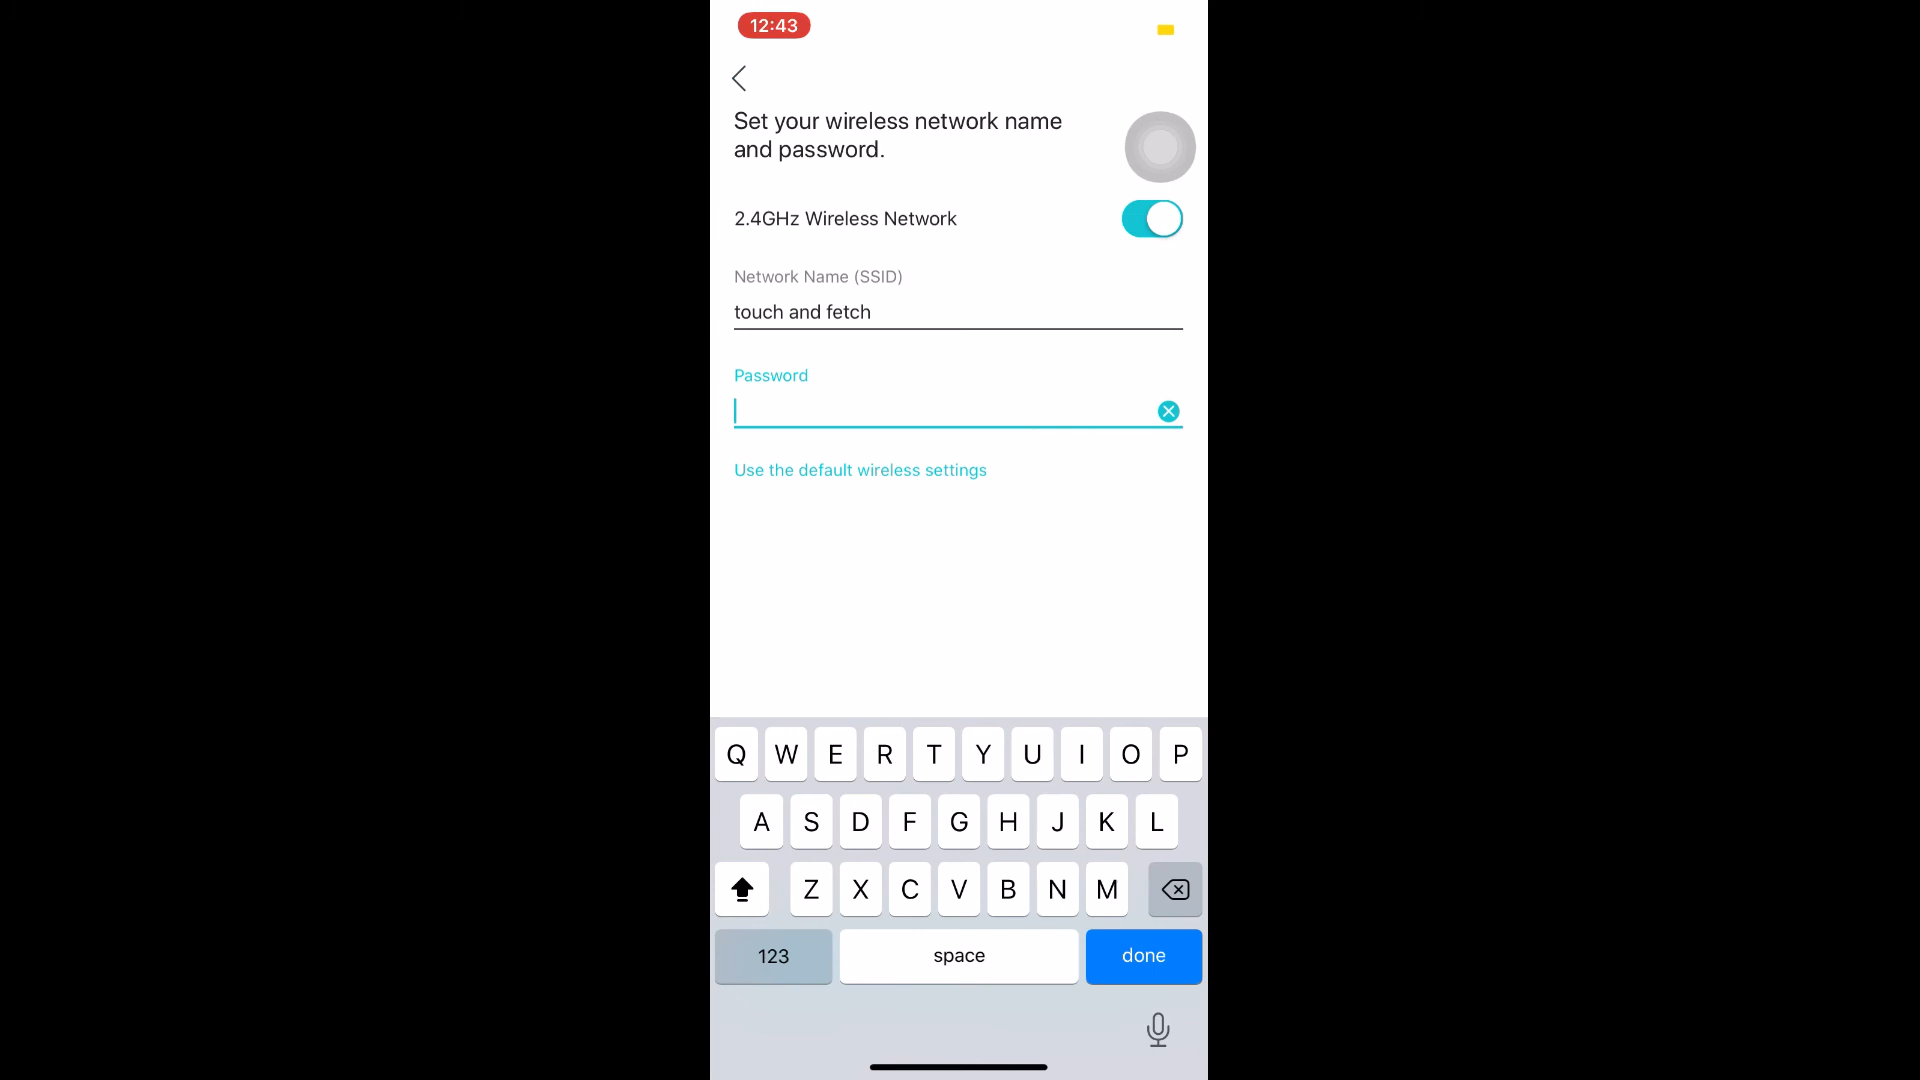 12:43
Set your wireless network name
and password.
2.4GHz Wireless Network
Network Name (SSID)
touch and fetch
Password
Use the default wireless settings
Q W E R T Y U I O P
A S D F G H J K L
Z X C V B N M
123 space done